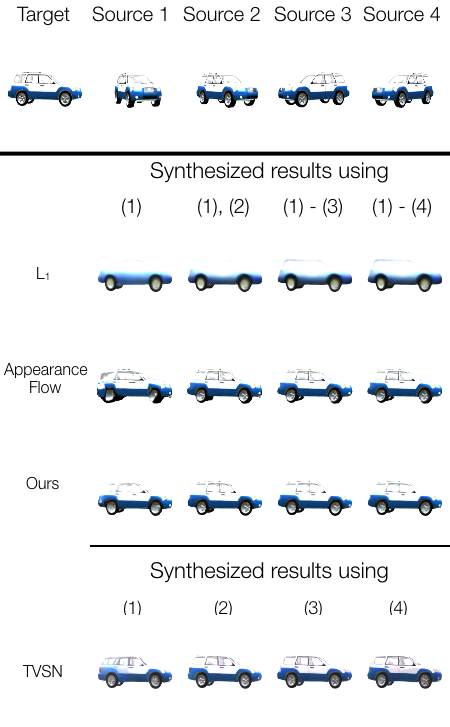 Target Source 1 Source 2 Source 3 Source 4
Synthesized results using
(1) (1), (2) (1) - (3) (1) - (4)
L₁
Appearance
Flow
Ours
Synthesized results using
(1) (2) (3) (4)
TVSN